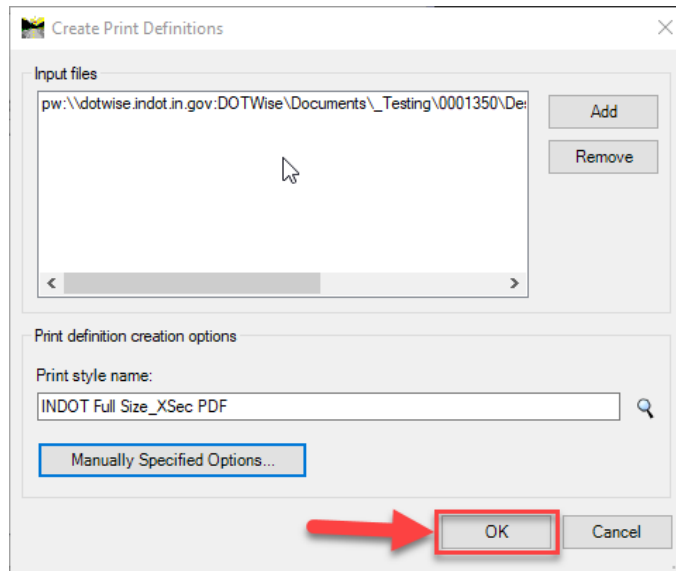 Create Print Definitions
Input files
pw:\\dotwise.indot.in.gov:DOTWise\Documents\_Testing\0001350\Des
Add
Remove
Print definition creation options
Print style name:
INDOT Full Size_XSec PDF
Manually Specified Options...
OK
Cancel